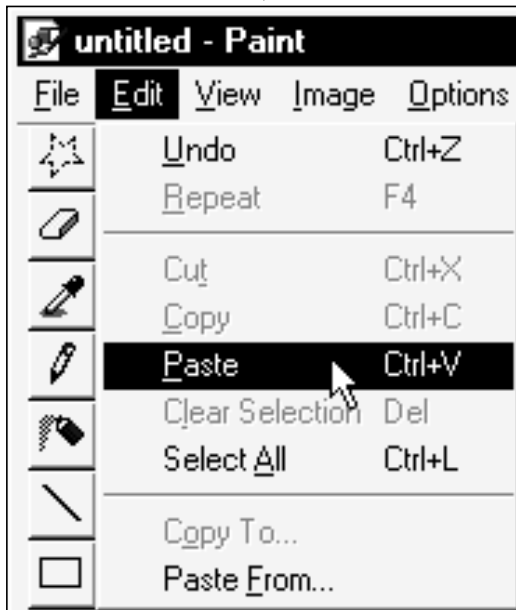 untitled - Paint
File Edit View Image Options
Undo Ctrl+Z
Repeat F4
Cut Ctrl+X
Copy Ctrl+C
Paste Ctrl+V
Clear Selection Del
Select All Ctrl+L
Copy To...
Paste From...